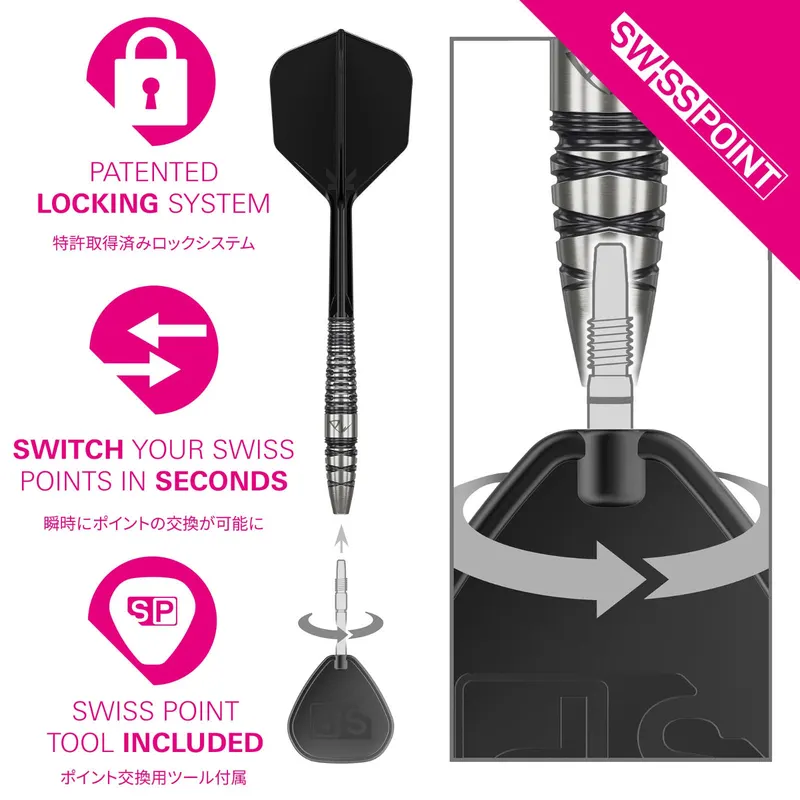 PATENTED
LOCKING SYSTEM
特許取得済みロックシステム
SWITCH YOUR SWISS
POINTS IN SECONDS
瞬時にポイントの交換が可能に
SP
SWISS POINT
TOOL INCLUDED
ポイント交換用ツール付属
SWISSPOINT